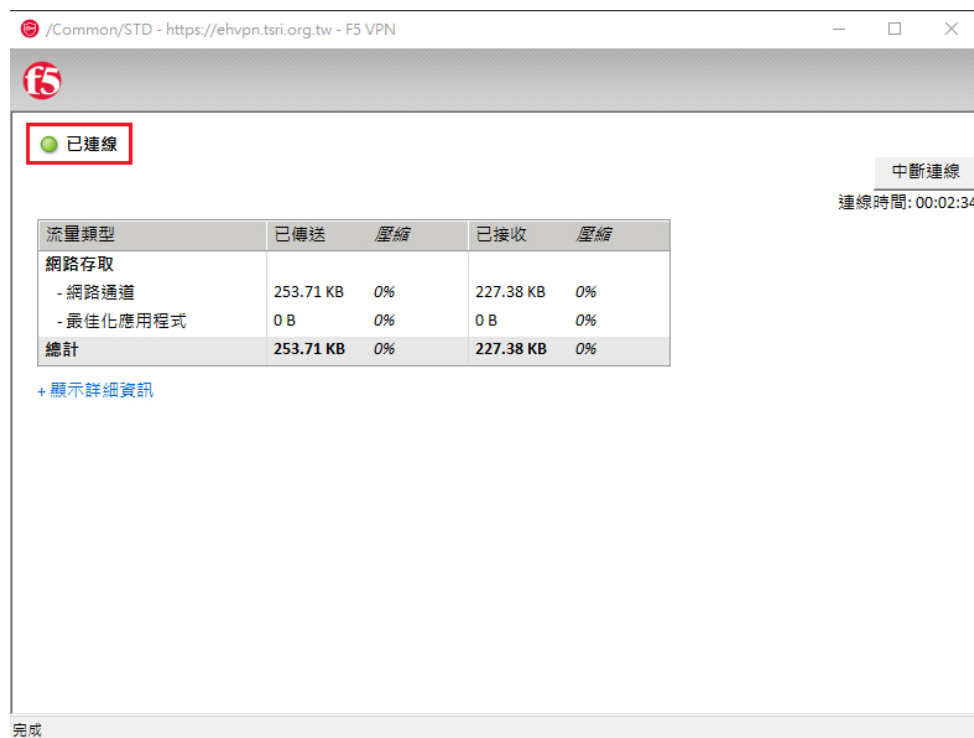 /Common/STD - https://ehvpn.tsri.org.tw - F5 VPN
f5
已連線
中斷連線
連線時間: 00:02:34
流量類型 已傳送 壓縮 已接收 壓縮
網路存取
- 網路通道 253.71 KB 0% 227.38 KB 0%
- 最佳化應用程式 0 B 0% 0 B 0%
總計 253.71 KB 0% 227.38 KB 0%
+ 顯示詳細資訊
完成